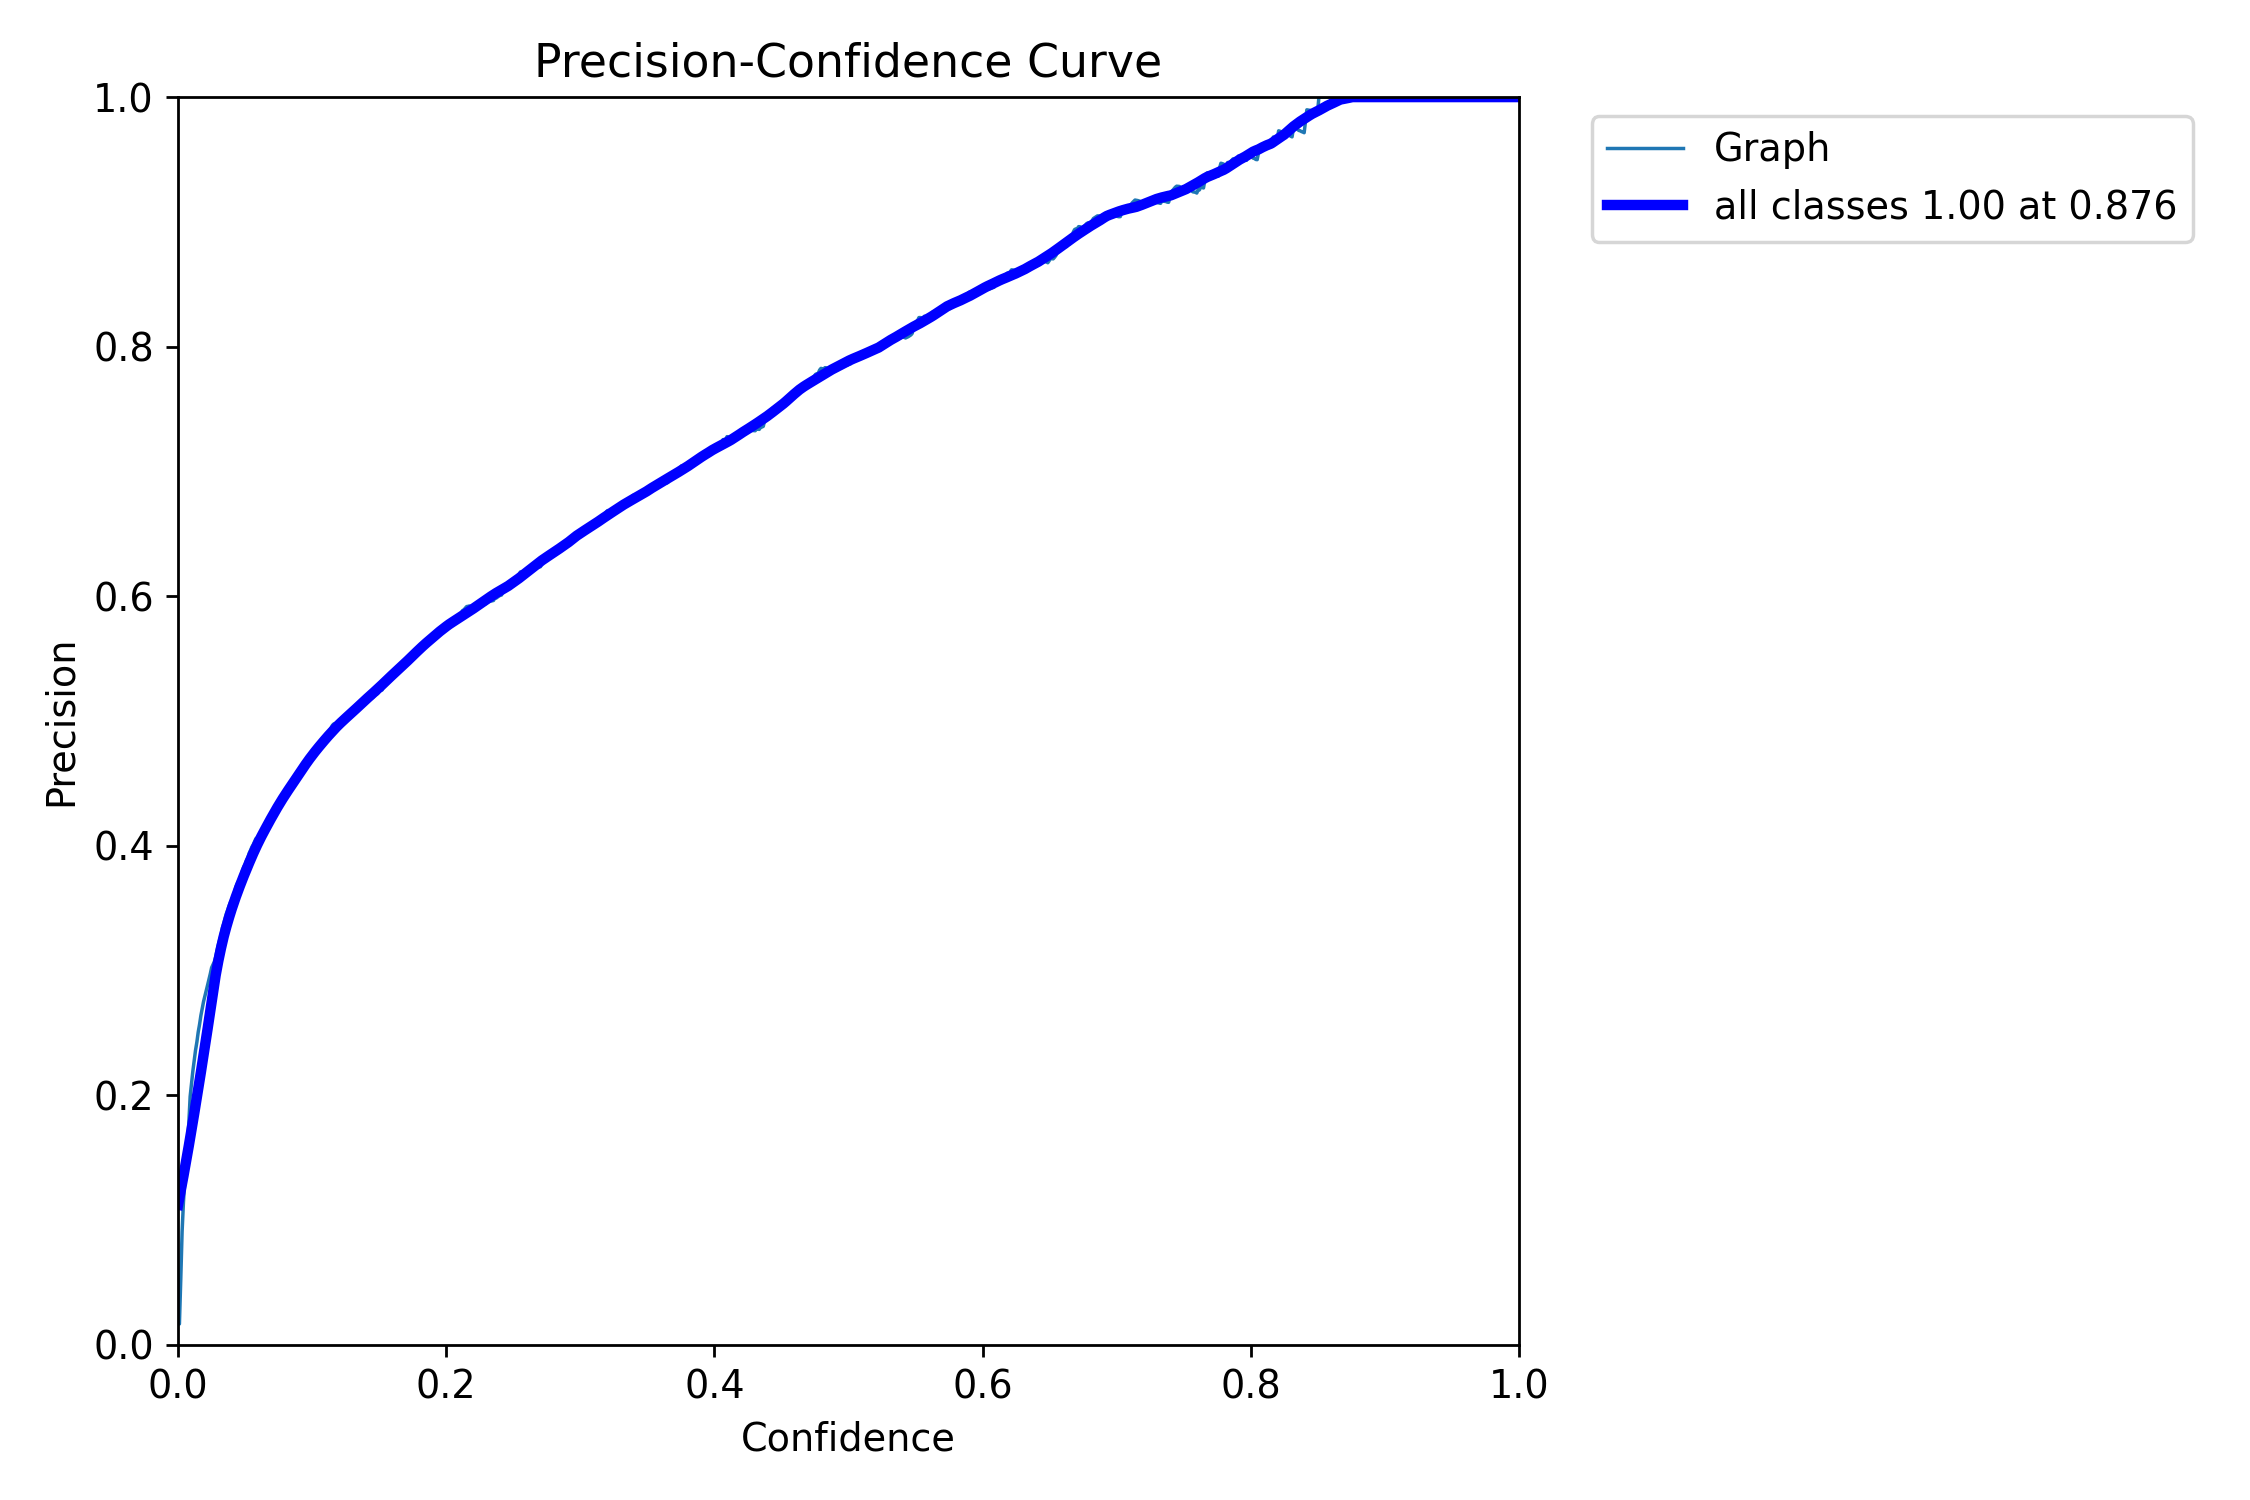 Precision-Confidence Curve
Graph
all classes 1.00 at 0.876
Precision
1.0
0.8
0.6
0.4
0.2
0.0
0.0 0.2 0.4 0.6 0.8 1.0
Confidence